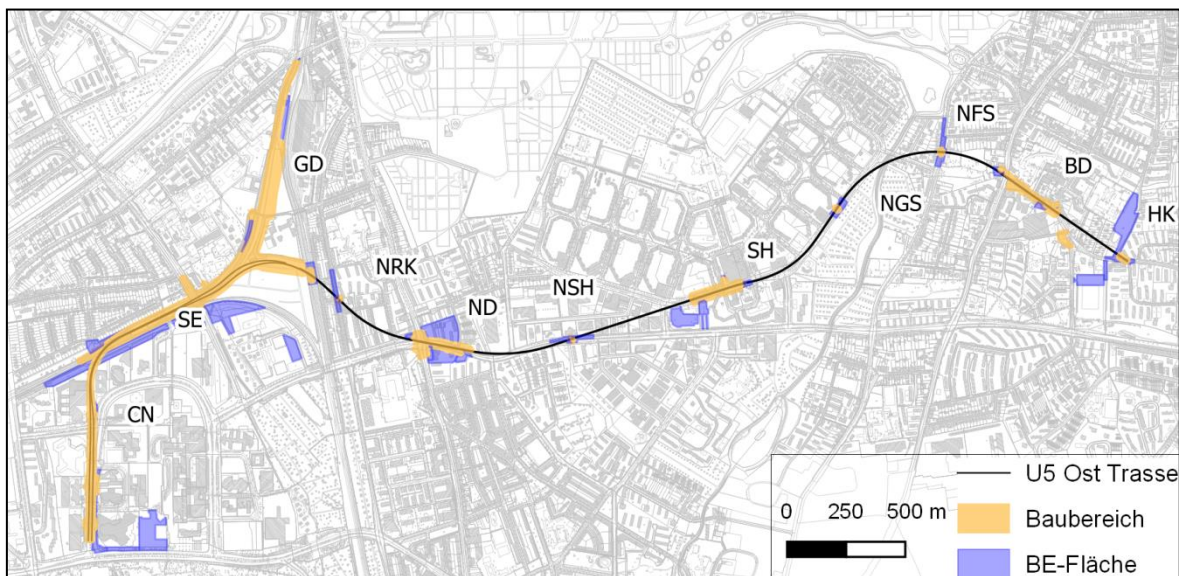 NFS
BD
GD
HK
NGS
SH
NRK
NSH
ND
SE
CN
U5 Ost Trasse
0 250 500 m
Baubereich
BE-Fläche